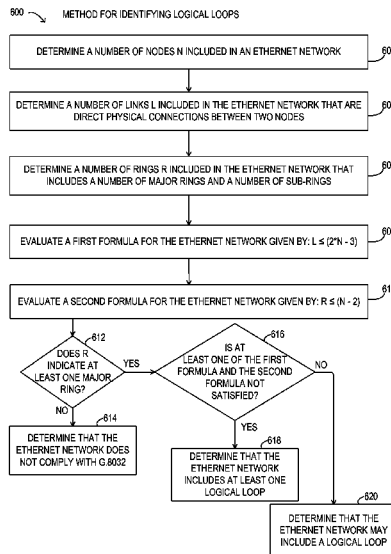 600 METHOD FOR IDENTIFYING LOGICAL LOOPS
DETERMINE A NUMBER OF NODES N INCLUDED IN AN ETHERNET NETWORK
DETERMINE A NUMBER OF LINKS L INCLUDED IN THE ETHERNET NETWORK THAT ARE
DIRECT PHYSICAL CONNECTIONS BETWEEN TWO NODES
DETERMINE A NUMBER OF RINGS R INCLUDED IN THE ETHERNET NETWORK THAT
INCLUDES A NUMBER OF MAJOR RINGS AND A NUMBER OF SUB-RINGS
EVALUATE A FIRST FORMULA FOR THE ETHERNET NETWORK GIVEN BY: L ≤ (2*N - 3)
EVALUATE A SECOND FORMULA FOR THE ETHERNET NETWORK GIVEN BY: R ≤ (N - 2)
612
DOES R
INDICATE AT
LEAST ONE MAJOR
RING?
YES
NO
616
IS AT
LEAST ONE OF THE FIRST
FORMULA AND THE SECOND
FORMULA NOT
SATISFIED?
NO
YES
614
DETERMINE THAT THE
ETHERNET NETWORK DOES
NOT COMPLY WITH G.8032
618
DETERMINE THAT THE
ETHERNET NETWORK
INCLUDES AT LEAST ONE
LOGICAL LOOP
620
DETERMINE THAT THE
ETHERNET NETWORK MAY
INCLUDE A LOGICAL LOOP